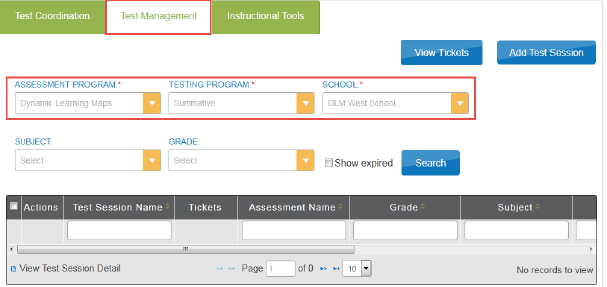 Test Coordination Test Management Instructional Tools
View Tickets Add Test Session
ASSESSMENT PROGRAM:* TESTING PROGRAM:* SCHOOL:*
Dynamic Learning Maps Summative DLM West School
SUBJECT: GRADE:
Select Select Show expired Search
Actions Test Session Name Tickets Assessment Name Grade Subject
View Test Session Detail Page 1 of 0 10 No records to view